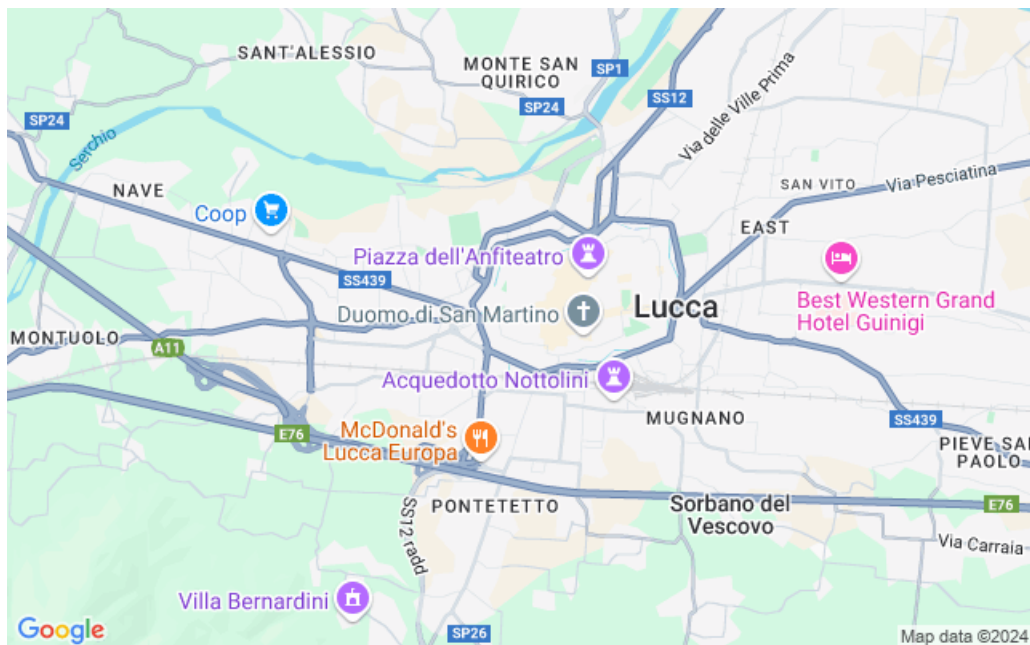 SANT'ALESSIO
MONTE SAN
QUIRICO
SP1
SP24
SS12
Via delle Ville Prima
SP24
Serchio
NAVE
SAN VITO
Via Pesciatina
Coop
EAST
Piazza dell'Anfiteatro
SS439
Duomo di San Martino
Lucca
Best Western Grand
Hotel Guinigi
MONTUOLO
A11
Acquedotto Nottolini
MUGNANO
SS439
E76
McDonald's
Lucca Europa
PIEVE SAN
PAOLO
SS12 radd
PONTETETTO
Sorbano del
Vescovo
E76
Via Carraia
Villa Bernardini
SP26
Google
Map data ©2024